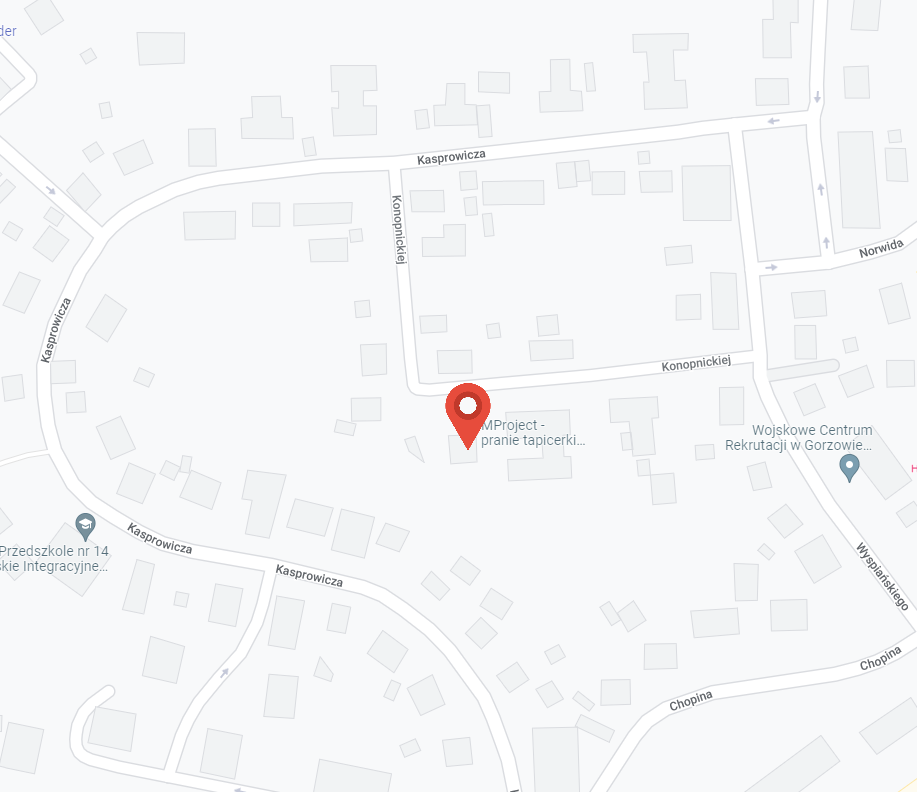 der
Kasprowicza
Konopnickiej
Norwida
Kasprowicza
Konopnickiej
MProject -
pranie tapicerki...
Wojskowe Centrum
Rekrutacji w Gorzowie...
Przedszkole nr 14
skie Integracyjne...
Kasprowicza
Kasprowicza
Wyspiańskiego
Chopina
Chopina